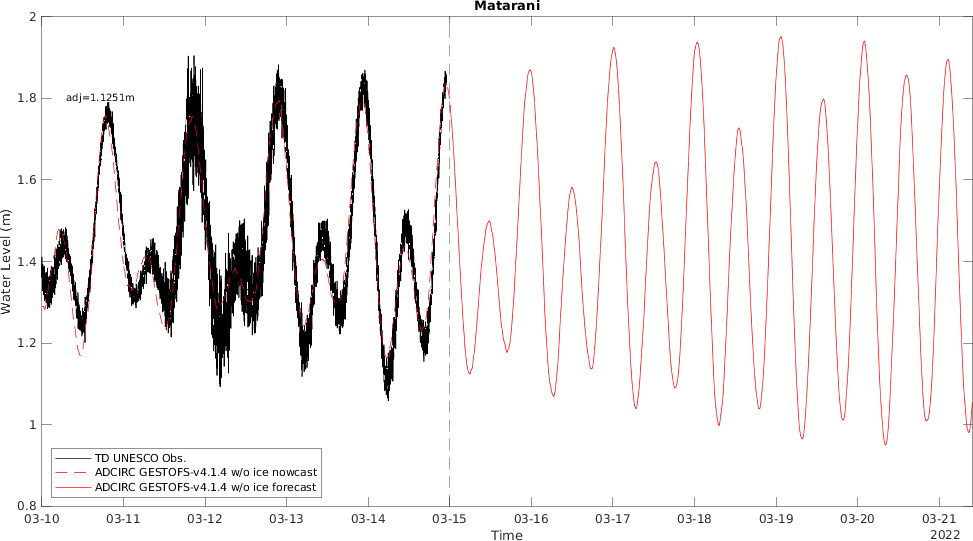 Matarani
2
1.8
1.6
1.4
1.2
1
0.8
Water Level (m)
adj=1.1251m
TD UNESCO Obs.
ADCIRC GESTOFS-v4.1.4 w/o ice nowcast
ADCIRC GESTOFS-v4.1.4 w/o ice forecast
03-10 03-11 03-12 03-13 03-14 03-15 03-16 03-17 03-18 03-19 03-20 03-21
Time
2022